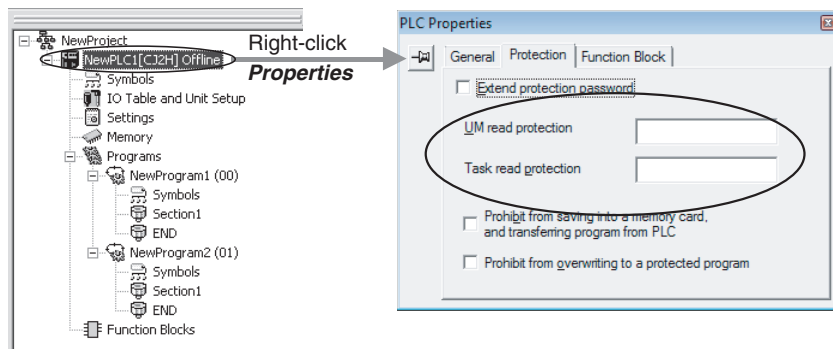 NewProject
NewPLC1[CJ2H] Offline
Symbols
IO Table and Unit Setup
Settings
Memory
Programs
NewProgram1 (00)
Symbols
Section1
END
NewProgram2 (01)
Symbols
Section1
END
Function Blocks
Right-click
Properties
PLC Properties
General Protection Function Block
Extend protection password
UM read protection
Task read protection
Prohibit from saving into a memory card,
and transferring program from PLC
Prohibit from overwriting to a protected program